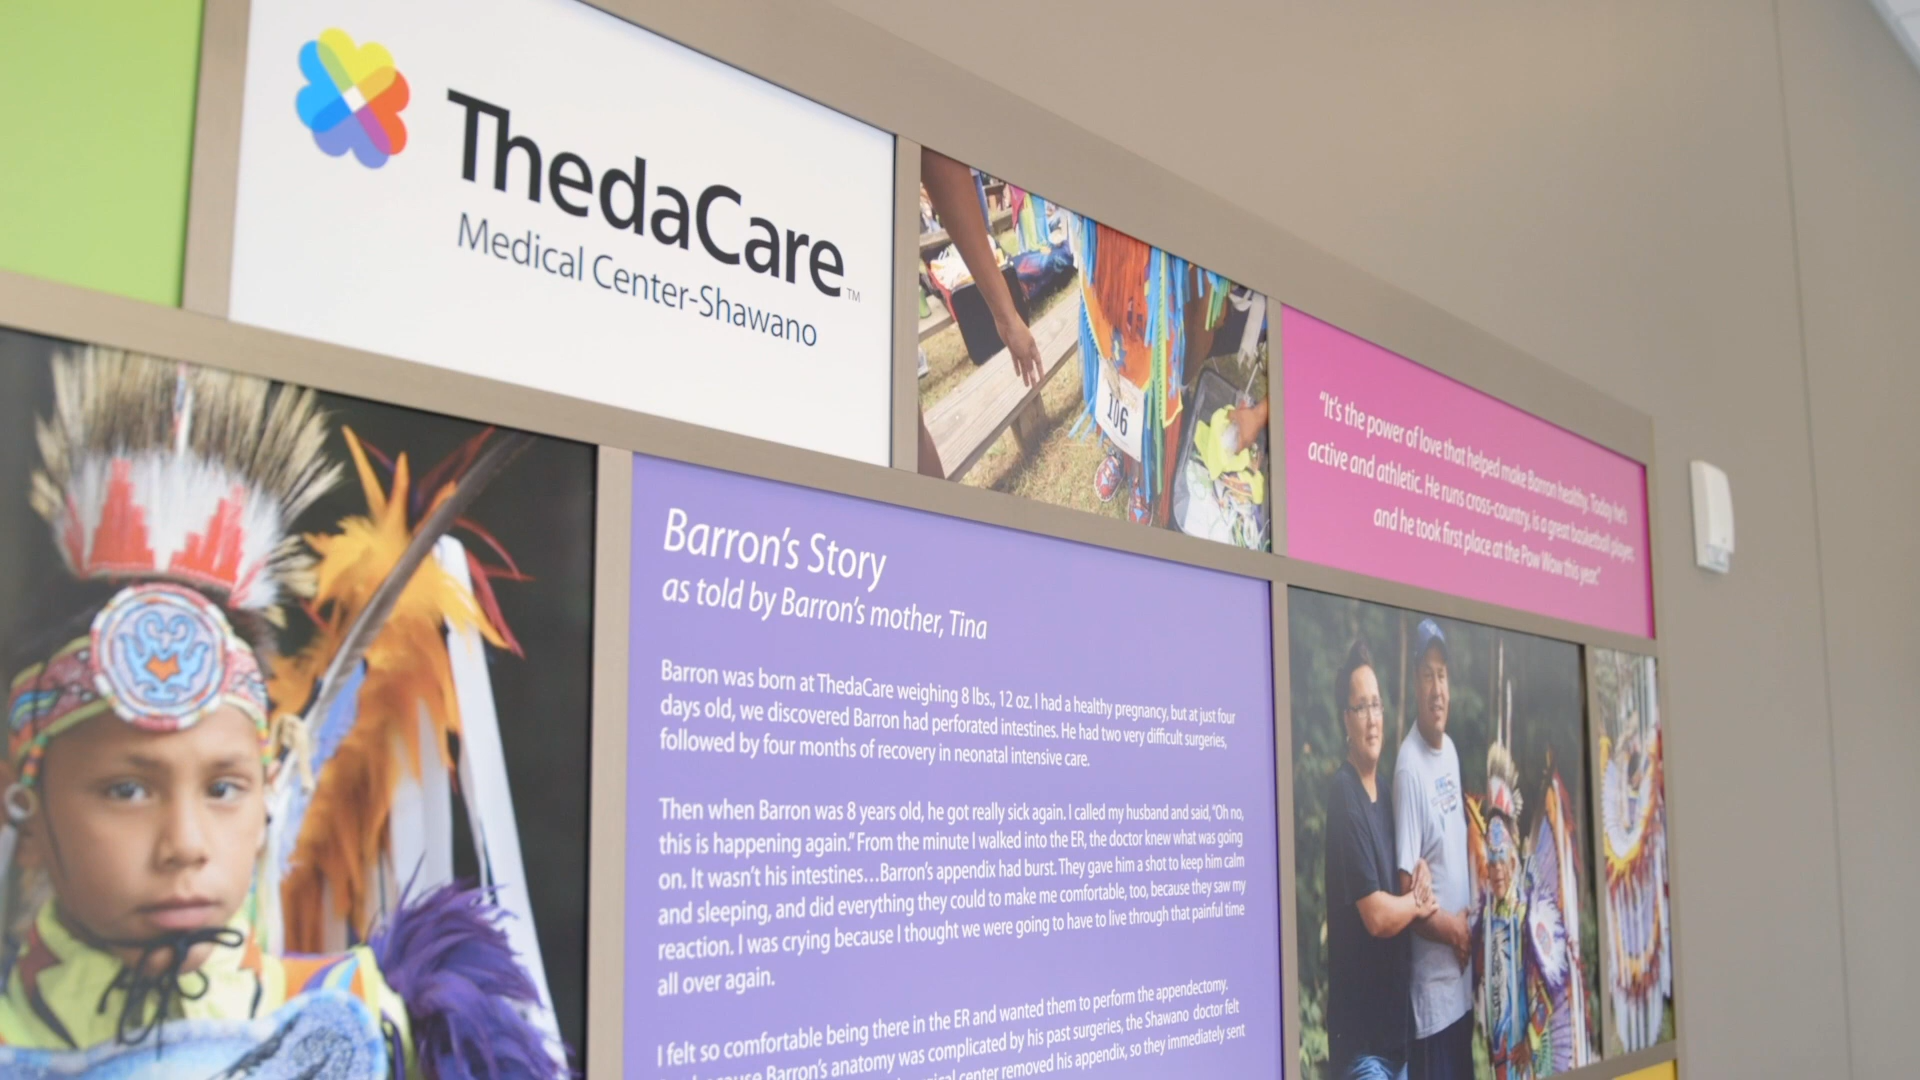 ThedaCare™
Medical Center-Shawano
106
"It's the power of love that helped make Barron healthy. Today he's
active and athletic. He runs cross-country, is a great basketball player,
and he took first place at the Pow Wow this year."
Barron's Story
as told by Barron's mother, Tina
Barron was born at ThedaCare weighing 8 lbs., 12 oz. I had a healthy pregnancy, but at just four
days old, we discovered Barron had perforated intestines. He had two very difficult surgeries,
followed by four months of recovery in neonatal intensive care.
Then when Barron was 8 years old, he got really sick again. I called my husband and said, "Oh no,
this is happening again." From the minute I walked into the ER, the doctor knew what was going
on. It wasn't his intestines…Barron's appendix had burst. They gave him a shot to keep him calm
and sleeping, and did everything they could to make me comfortable, too, because they saw my
reaction. I was crying because I thought we were going to have to live through that painful time
all over again.
I felt so comfortable being there in the ER and wanted them to perform the appendectomy.
Barron's anatomy was complicated by his past surgeries, the Shawano doctor felt
center removed his appendix, so they immediately sent